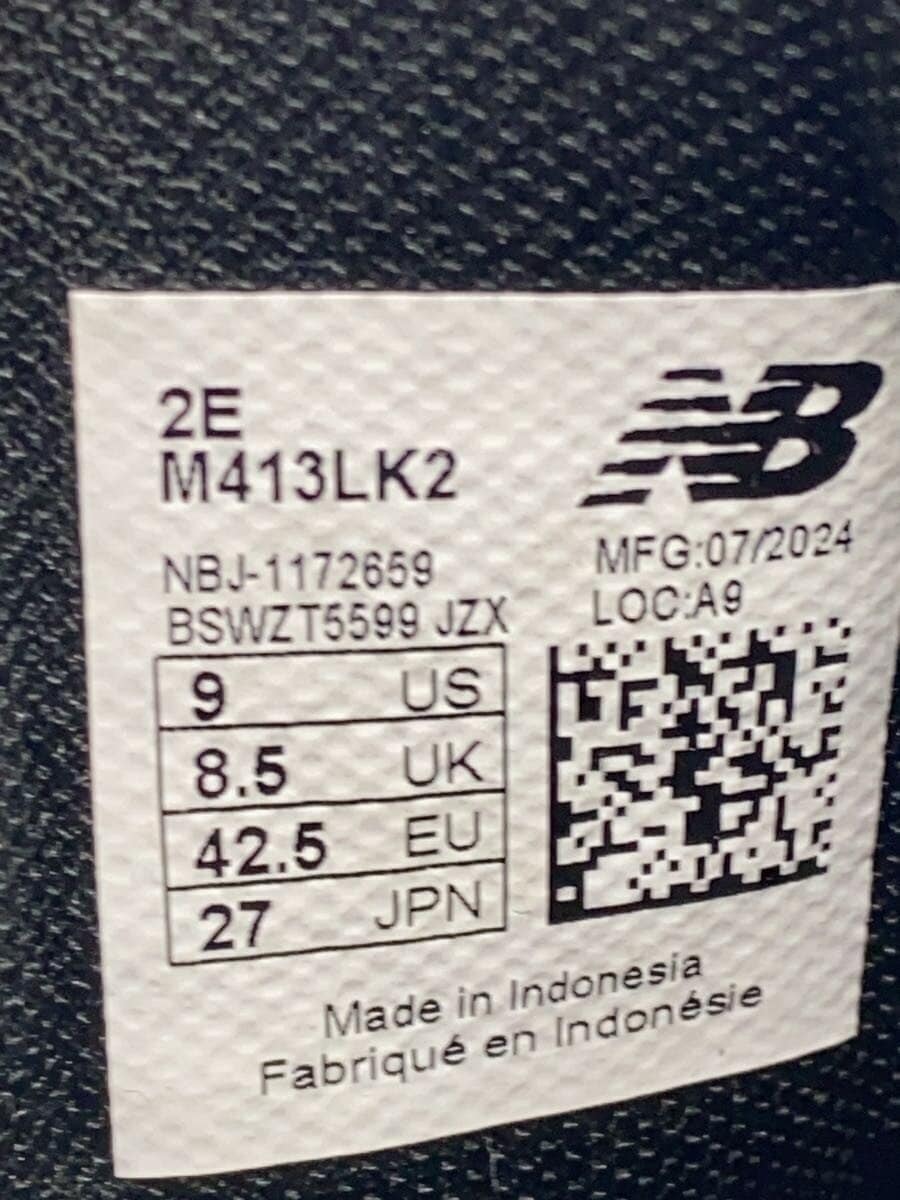 2E
M413LK2
NB
NBJ-1172659
BSWZT5599 JZX
MFG:07/2024
LOC:A9
9 US
8.5 UK
42.5 EU
27 JPN
Made in Indonesia
Fabriqué en Indonésie